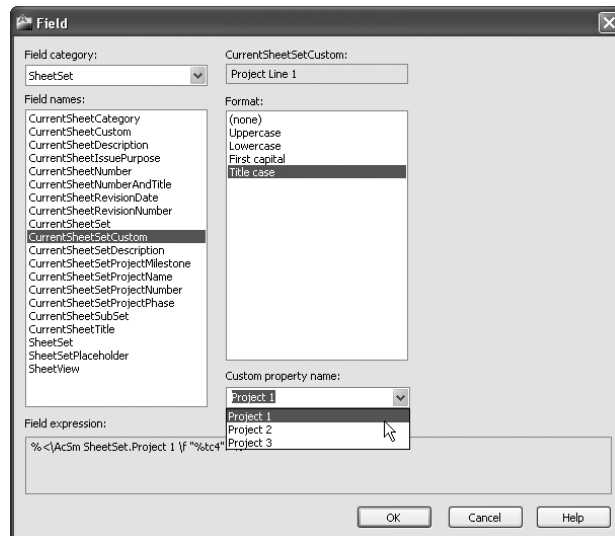 Field
Field category:
SheetSet
Field names:
CurrentSheetCategory
CurrentSheetCustom
CurrentSheetDescription
CurrentSheetIssuePurpose
CurrentSheetNumber
CurrentSheetNumberAndTitle
CurrentSheetRevisionDate
CurrentSheetRevisionNumber
CurrentSheetSet
CurrentSheetSetCustom
CurrentSheetSetDescription
CurrentSheetSetProjectMilestone
CurrentSheetSetProjectName
CurrentSheetSetProjectNumber
CurrentSheetSetProjectPhase
CurrentSheetSubSet
CurrentSheetTitle
SheetSet
SheetSetPlaceholder
SheetView
CurrentSheetSetCustom:
Project Line 1
Format:
(none)
Uppercase
Lowercase
First capital
Title case
Custom property name:
Project 1
Project 1
Project 2
Project 3
Field expression:
%<\AcSm SheetSet.Project 1 \f "%tc4"
OK
Cancel
Help